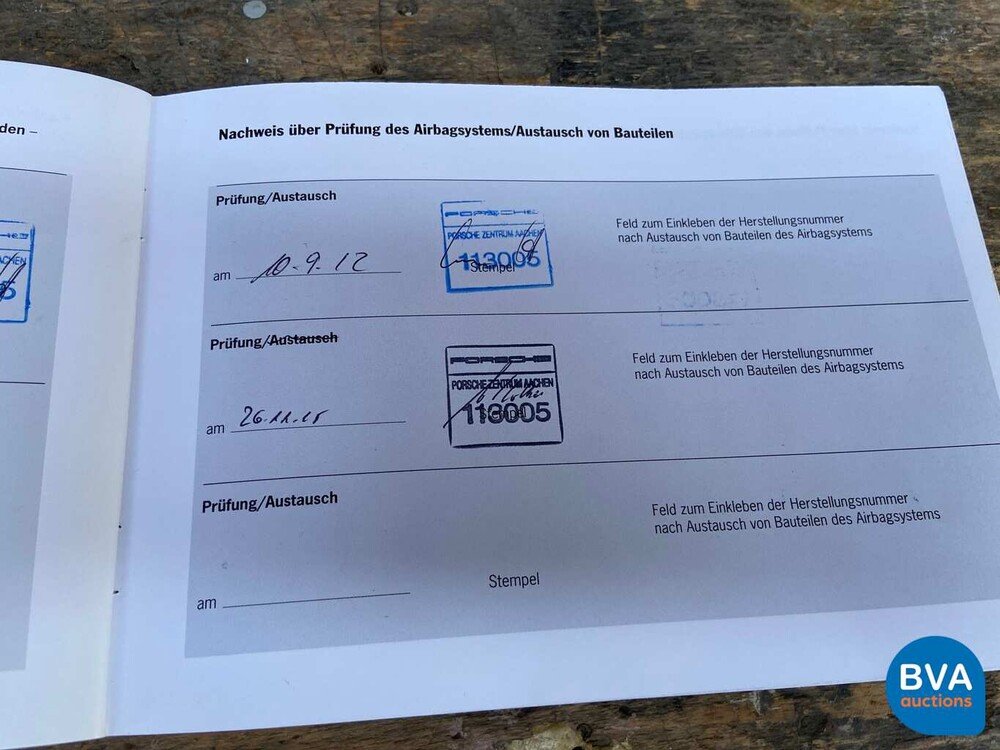 den –
Nachweis über Prüfung des Airbagsystems/Austausch von Bauteilen
Prüfung/Austausch
am 10.9.12
PORSCHE
PORSCHE ZENTRUM AACHEN
113005
Stempel
Feld zum Einkleben der Herstellungsnummer
nach Austausch von Bauteilen des Airbagsystems
Prüfung/Austausch
am 26.11.15
PORSCHE
PORSCHE ZENTRUM AACHEN
113005
Stempel
Feld zum Einkleben der Herstellungsnummer
nach Austausch von Bauteilen des Airbagsystems
Prüfung/Austausch
am
Stempel
Feld zum Einkleben der Herstellungsnummer
nach Austausch von Bauteilen des Airbagsystems
BVA
auctions